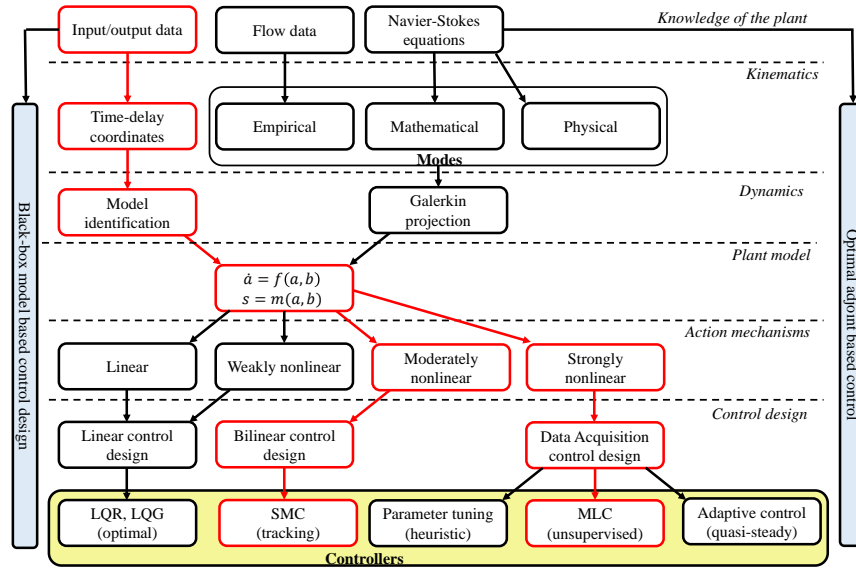 Input/output data
Flow data
Navier-Stokes
equations
Knowledge of the plant
Kinematics
Time-delay
coordinates
Empirical
Mathematical
Physical
Modes
Dynamics
Model
identification
Galerkin
projection
Plant model
ȧ = f(a, b)
s = m(a, b)
Action mechanisms
Linear
Weakly nonlinear
Moderately
nonlinear
Strongly
nonlinear
Control design
Linear control
design
Bilinear control
design
Data Acquisition
control design
LQR, LQG
(optimal)
SMC
(tracking)
Parameter tuning
(heuristic)
MLC
(unsupervised)
Adaptive control
(quasi-steady)
Controllers
Black-box model based control design
Optimal adjoint based control